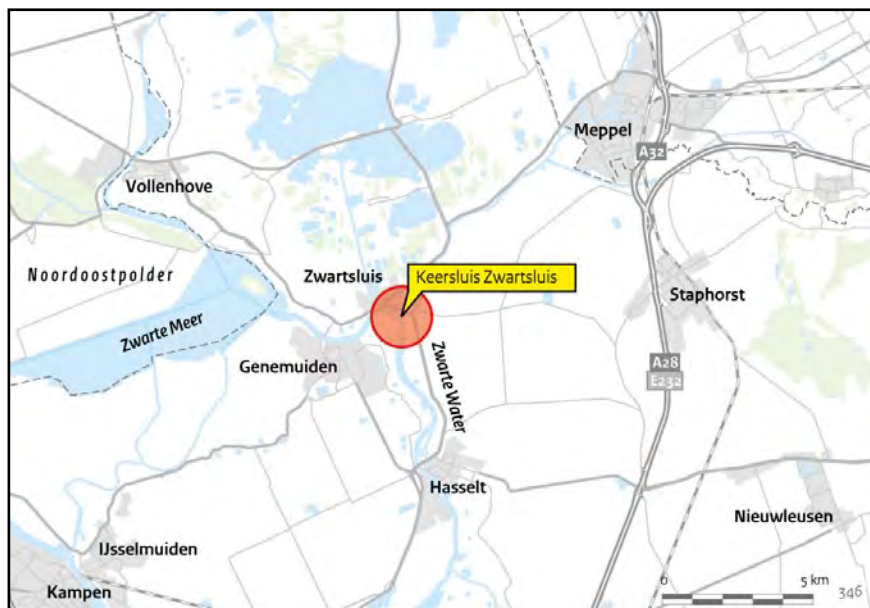 Meppel
A32
Vollenhove
Noordoostpolder
Zwartsluis
Keersluis Zwartsluis
Staphorst
Zwarte Meer
Genemuiden
Zwarte Water
A28
E232
Hasselt
Nieuwleusen
IJsselmuiden
Kampen
0
5 km
346